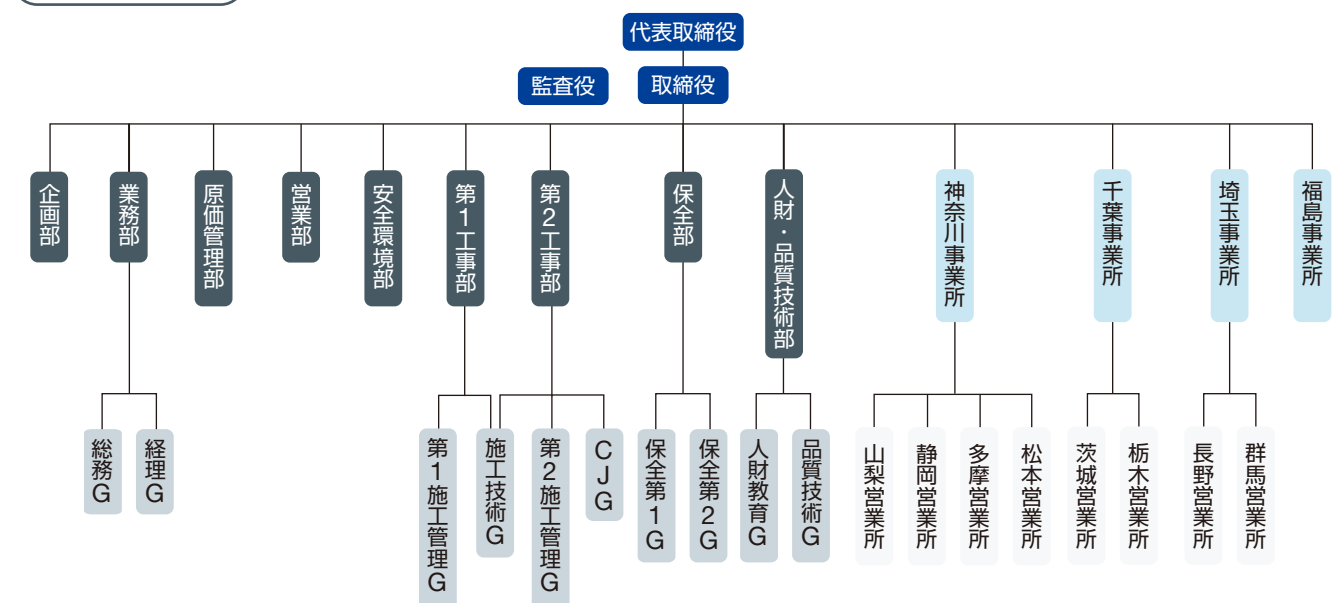 代表取締役
監査役
取締役
企画部
業務部
原価管理部
営業部
安全環境部
第1工事部
第2工事部
保全部
人財・品質技術部
神奈川事業所
千葉事業所
埼玉事業所
福島事業所
総務G
経理G
第1施工管理G
施工技術G
第2施工管理G
CJG
保全第1G
保全第2G
人財教育G
品質技術G
山梨営業所
静岡営業所
多摩営業所
松本営業所
茨城営業所
栃木営業所
長野営業所
群馬営業所